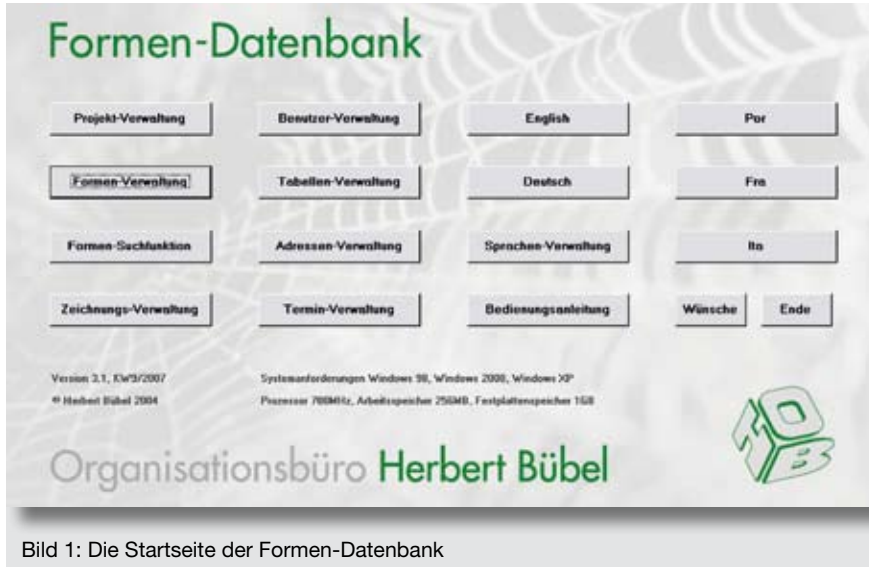 Formen-Datenbank
Projekt-Verwaltung Benutzer-Verwaltung English Por
Formen-Verwaltung Tabellen-Verwaltung Deutsch Fra
Formen-Suchfunktion Adressen-Verwaltung Sprachen-Verwaltung Ita
Zeichnungs-Verwaltung Termin-Verwaltung Bedienungsanleitung Wünsche Ende
Version 3.1, KW9/2007 Systemanforderungen Windows 98, Windows 2000, Windows XP
© Herbert Bübel 2004 Prozessor 700MHz, Arbeitsspeicher 256MB, Festplattenspeicher 1GB
HOB
Organisationsbüro Herbert Bübel
Bild 1: Die Startseite der Formen-Datenbank